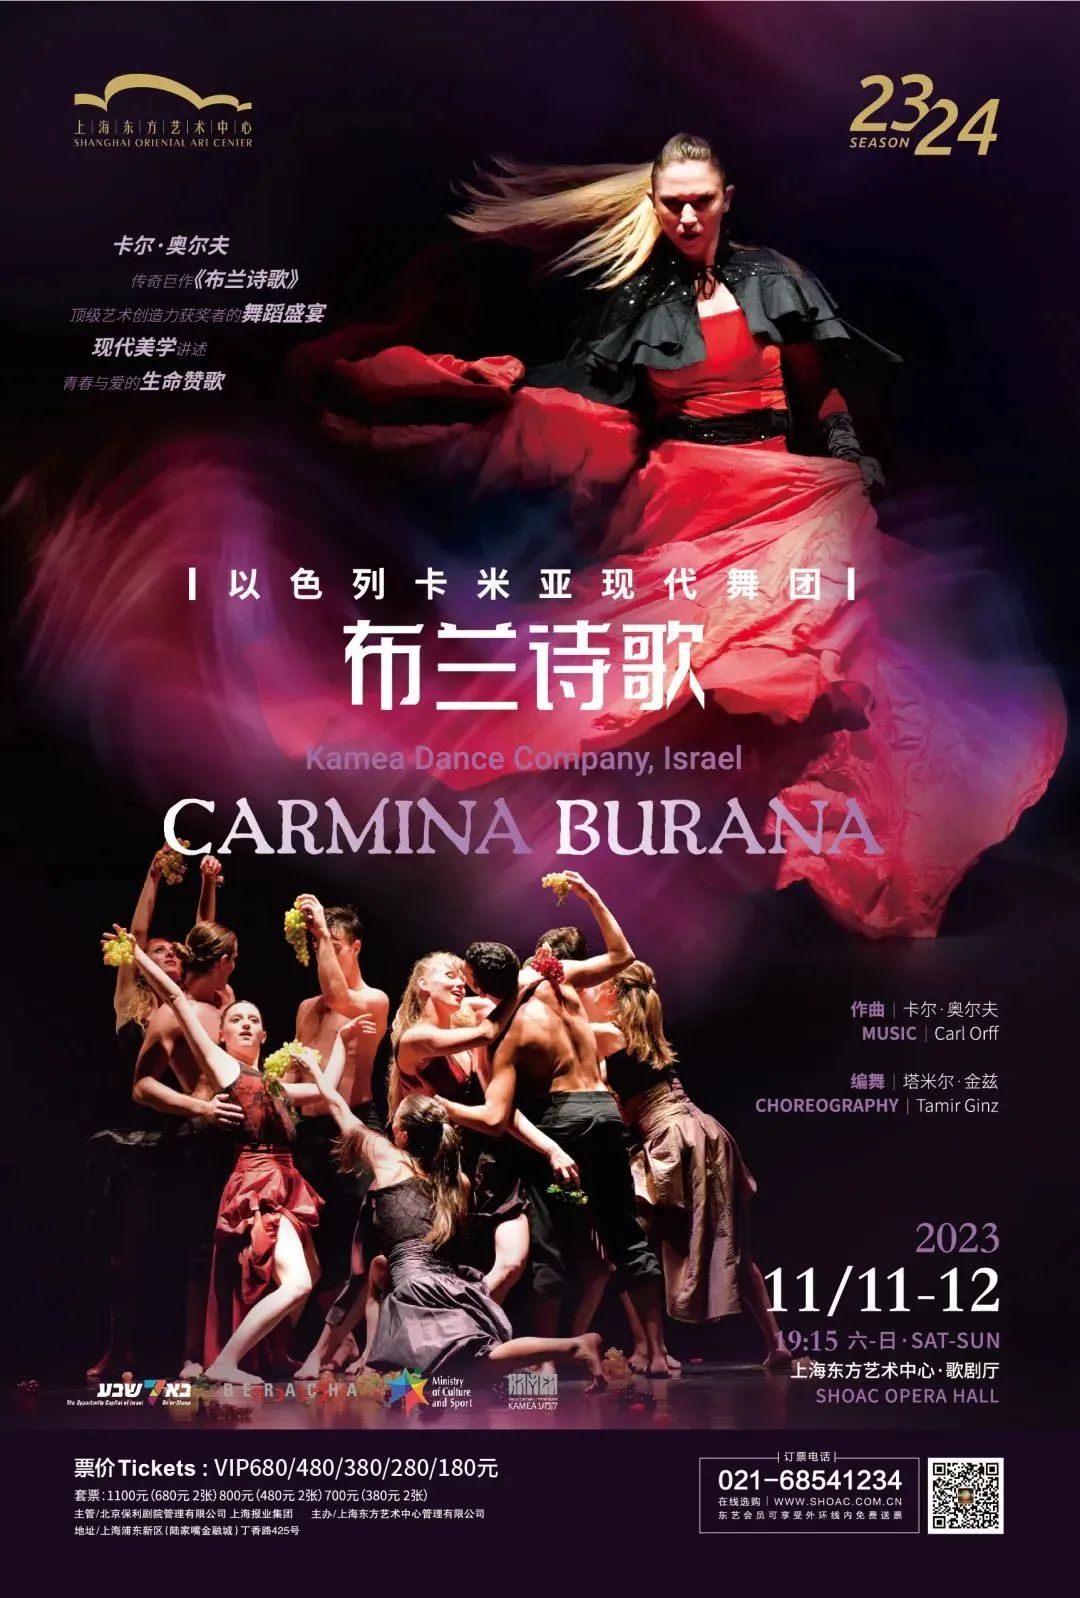 上海东方艺术中心
SHANGHAI ORIENTAL ART CENTER
23
24
SEASON
卡尔·奥尔夫
传奇巨作《布兰诗歌》
顶级艺术创造力获奖者的舞蹈盛宴
现代美学讲述
青春与爱的生命赞歌
以色列卡米亚现代舞团
布兰诗歌
Kamea Dance Company, Israel
CARMINA BURANA
作曲 | 卡尔·奥尔夫
MUSIC | Carl Orff
编舞 | 塔米尔·金兹
CHOREOGRAPHY | Tamir Ginz
2023
11/11-12
19:15 六-日·SAT-SUN
上海东方艺术中心·歌剧厅
SHOAC OPERA HALL
באר שבע
The Opportunity Capital of Israel Be'er-Sheva
BERACHA
Ministry
of Culture
and Sport
KAMEA קמע
票价Tickets : VIP680/480/380/280/180元
套票:1100元(680元 2张)800元(480元 2张)700元(380元 2张)
主管/北京保利剧院管理有限公司 上海报业集团 主办/上海东方艺术中心管理有限公司
地址/上海浦东新区(陆家嘴金融城)丁香路425号
订票电话
021-68541234
在线选购 | WWW.SHOAC.COM.CN
东艺会员可享受外环线内免费送票